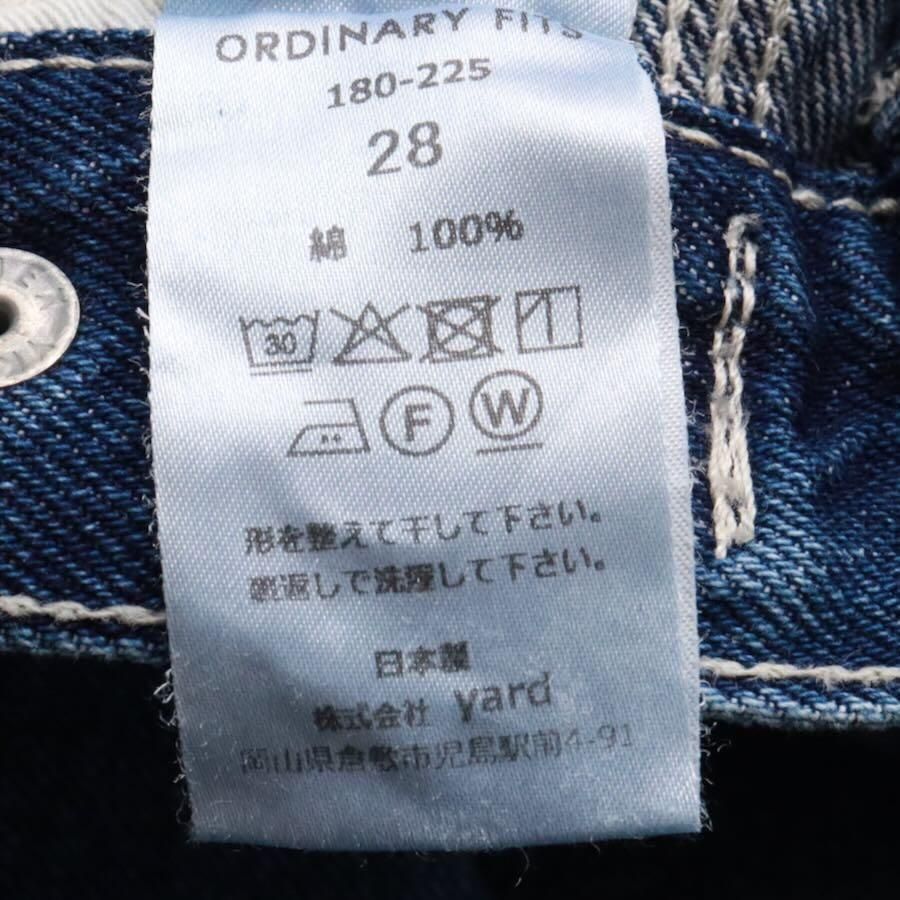 ORDINARY FITS
180-225
28
綿 100%
30
F W
形を整えて干して下さい。
裏返しで洗濯して下さい。
日本製
株式会社 yard
岡山県倉敷市児島駅前4-91